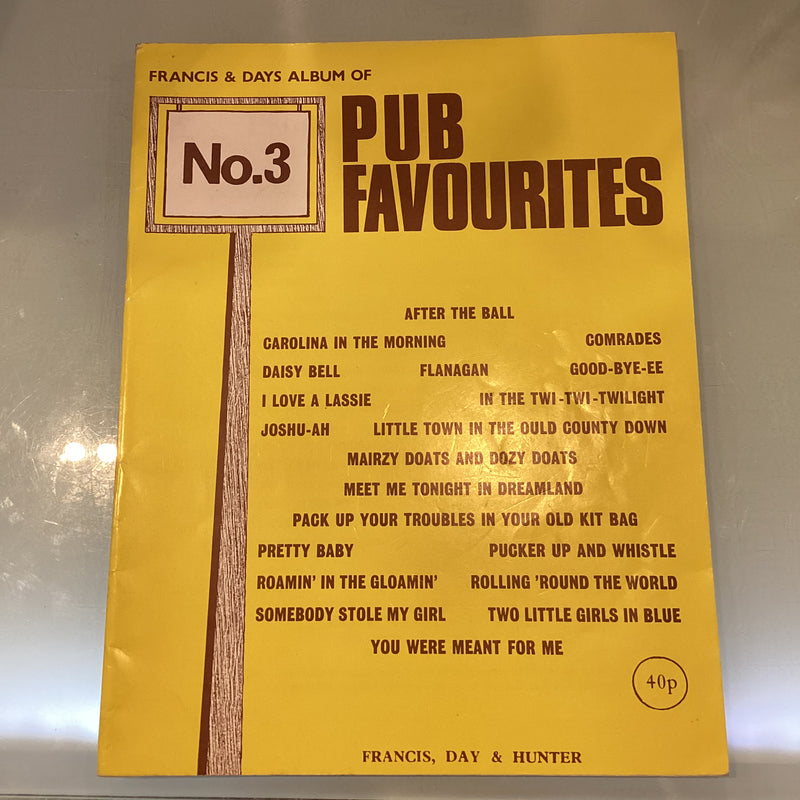 FRANCIS & DAYS ALBUM OF
No.3
PUB
FAVOURITES
AFTER THE BALL
CAROLINA IN THE MORNING COMRADES
DAISY BELL FLANAGAN GOOD-BYE-EE
I LOVE A LASSIE IN THE TWI-TWI-TWILIGHT
JOSHU-AH LITTLE TOWN IN THE OULD COUNTY DOWN
MAIRZY DOATS AND DOZY DOATS
MEET ME TONIGHT IN DREAMLAND
PACK UP YOUR TROUBLES IN YOUR OLD KIT BAG
PRETTY BABY PUCKER UP AND WHISTLE
ROAMIN' IN THE GLOAMIN' ROLLING 'ROUND THE WORLD
SOMEBODY STOLE MY GIRL TWO LITTLE GIRLS IN BLUE
YOU WERE MEANT FOR ME
40p
FRANCIS, DAY & HUNTER